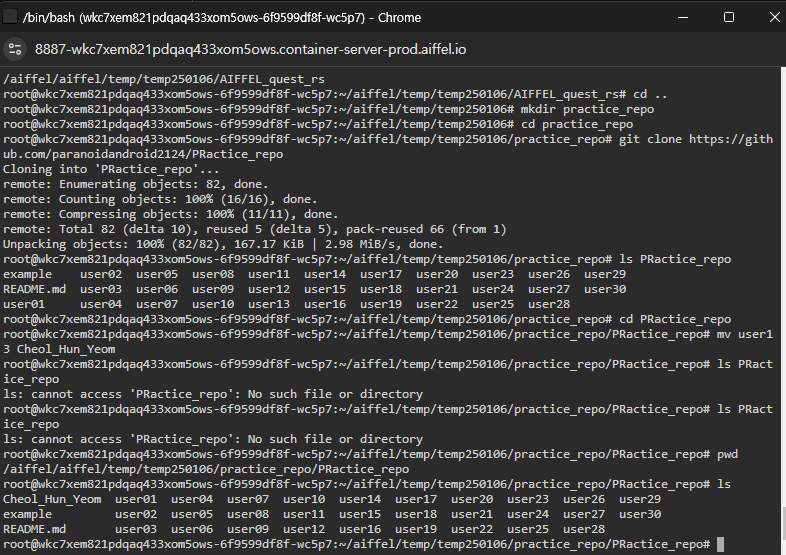 /bin/bash (wkc7xem821pdqaq433xom5ows-6f9599df8f-wc5p7) - Chrome
8887-wkc7xem821pdqaq433xom5ows.container-server-prod.aiffel.io
/aiffel/aiffel/temp/temp250106/AIFFEL_quest_rs
root@wkc7xem821pdqaq433xom5ows-6f9599df8f-wc5p7:~/aiffel/temp/temp250106/AIFFEL_quest_rs# cd ..
root@wkc7xem821pdqaq433xom5ows-6f9599df8f-wc5p7:~/aiffel/temp/temp250106# mkdir practice_repo
root@wkc7xem821pdqaq433xom5ows-6f9599df8f-wc5p7:~/aiffel/temp/temp250106# cd practice_repo
root@wkc7xem821pdqaq433xom5ows-6f9599df8f-wc5p7:~/aiffel/temp/temp250106/practice_repo# git clone https://gith
ub.com/paranoidandroid2124/PRactice_repo
Cloning into 'PRactice_repo'...
remote: Enumerating objects: 82, done.
remote: Counting objects: 100% (16/16), done.
remote: Compressing objects: 100% (11/11), done.
remote: Total 82 (delta 10), reused 5 (delta 5), pack-reused 66 (from 1)
Unpacking objects: 100% (82/82), 167.17 KiB | 2.98 MiB/s, done.
root@wkc7xem821pdqaq433xom5ows-6f9599df8f-wc5p7:~/aiffel/temp/temp250106/practice_repo# ls PRactice_repo
example user02 user05 user08 user11 user14 user17 user20 user23 user26 user29
README.md user03 user06 user09 user12 user15 user18 user21 user24 user27 user30
user01 user04 user07 user10 user13 user16 user19 user22 user25 user28
root@wkc7xem821pdqaq433xom5ows-6f9599df8f-wc5p7:~/aiffel/temp/temp250106/practice_repo# cd PRactice_repo
root@wkc7xem821pdqaq433xom5ows-6f9599df8f-wc5p7:~/aiffel/temp/temp250106/practice_repo/PRactice_repo# mv user1
3 Cheol_Hun_Yeom
root@wkc7xem821pdqaq433xom5ows-6f9599df8f-wc5p7:~/aiffel/temp/temp250106/practice_repo/PRactice_repo# ls PRact
ice_repo
ls: cannot access 'PRactice_repo': No such file or directory
root@wkc7xem821pdqaq433xom5ows-6f9599df8f-wc5p7:~/aiffel/temp/temp250106/practice_repo/PRactice_repo# ls PRact
ice_repo
ls: cannot access 'PRactice_repo': No such file or directory
root@wkc7xem821pdqaq433xom5ows-6f9599df8f-wc5p7:~/aiffel/temp/temp250106/practice_repo/PRactice_repo# pwd
/aiffel/aiffel/temp/temp250106/practice_repo/PRactice_repo
root@wkc7xem821pdqaq433xom5ows-6f9599df8f-wc5p7:~/aiffel/temp/temp250106/practice_repo/PRactice_repo# ls
Cheol_Hun_Yeom user01 user04 user07 user10 user14 user17 user20 user23 user26 user29
example user02 user05 user08 user11 user15 user18 user21 user24 user27 user30
README.md user03 user06 user09 user12 user16 user19 user22 user25 user28
root@wkc7xem821pdqaq433xom5ows-6f9599df8f-wc5p7:~/aiffel/temp/temp250106/practice_repo/PRactice_repo#